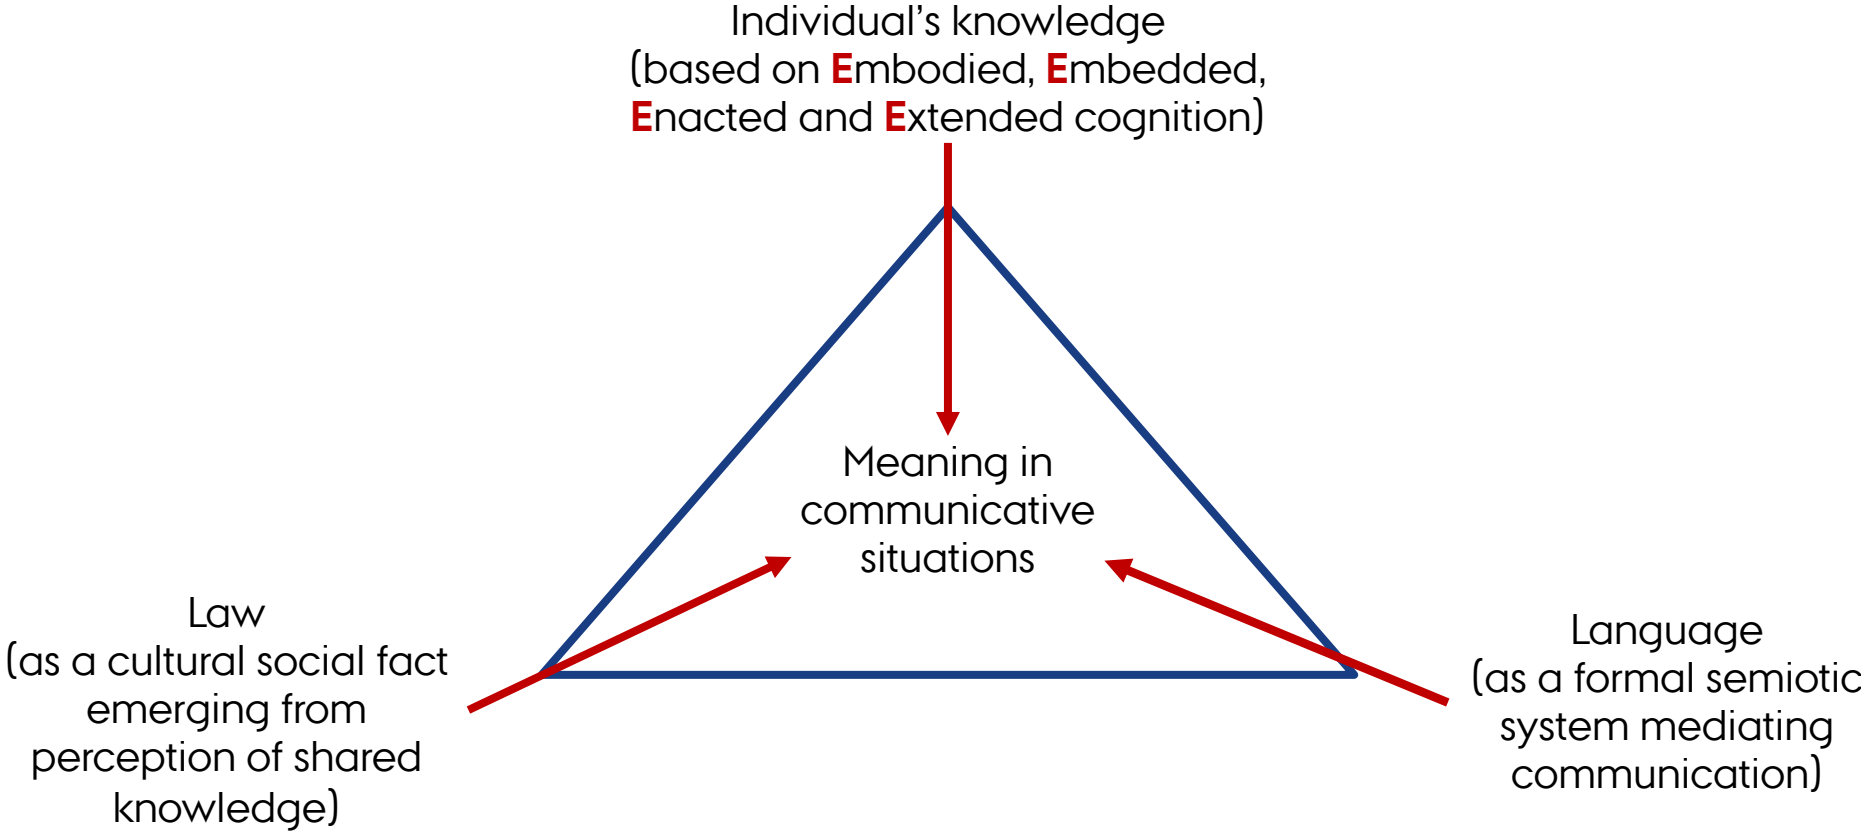 Individual’s knowledge
(based on Embodied, Embedded,
Enacted and Extended cognition)
Meaning in
communicative
situations
Law
(as a cultural social fact
emerging from
perception of shared
knowledge)
Language
(as a formal semiotic
system mediating
communication)